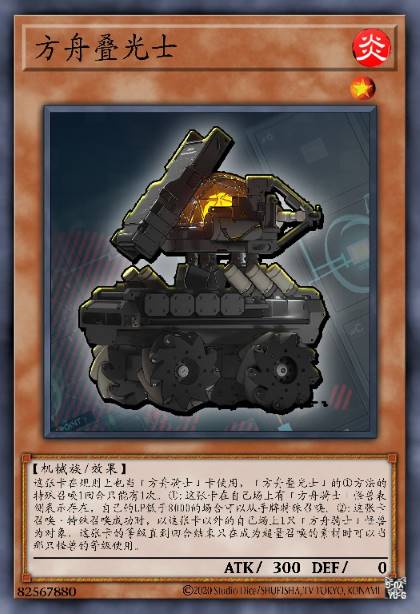 方舟叠光士
炎
【机械族/效果】
这张卡在规则上也当「方舟骑士」卡使用。「方舟叠光士」的①方法的
特殊召唤1回合只能有1次。①：这张卡在自己场上有「方舟骑士」怪兽表
侧表示存在，自己的LP低于8000的场合可以从手牌特殊召唤。②：这张卡
召唤·特殊召唤成功时，以这张卡以外的自己场上1只「方舟骑士」怪兽
为对象。这张卡的等级直到回合结束只在成为超量召唤的素材时可以当
那只怪兽的等级使用。
ATK/ 300 DEF/ 0
82567880
©2020 Studio Dice/SHUEISHA, TV TOKYO, KONAMI